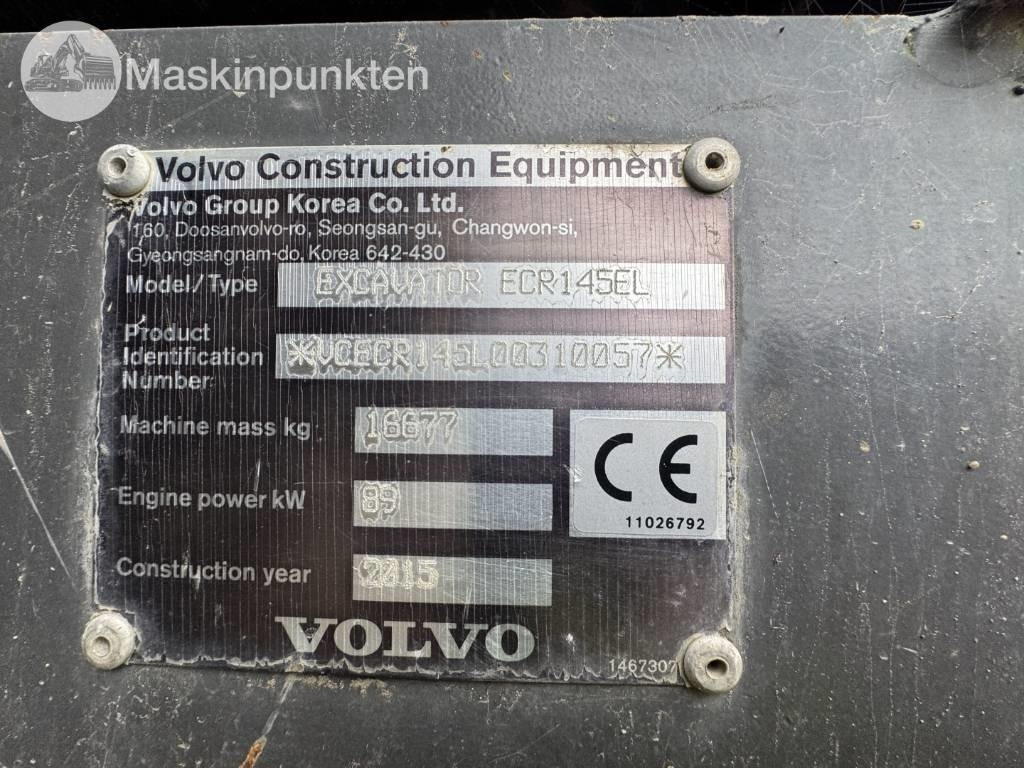 Maskinpunkten
Volvo Construction Equipment
Volvo Group Korea Co. Ltd.
160, Doosanvolvo-ro, Seongsan-gu, Changwon-si,
Gyeongsangnam-do, Korea 642-430
Model/Type EXCAVATOR ECR145EL
Product
Identification
Number: *VCECR145L00310057*
Machine mass kg 16677
Engine power kW 89
Construction year 2015
CE
11026792
VOLVO
1467307